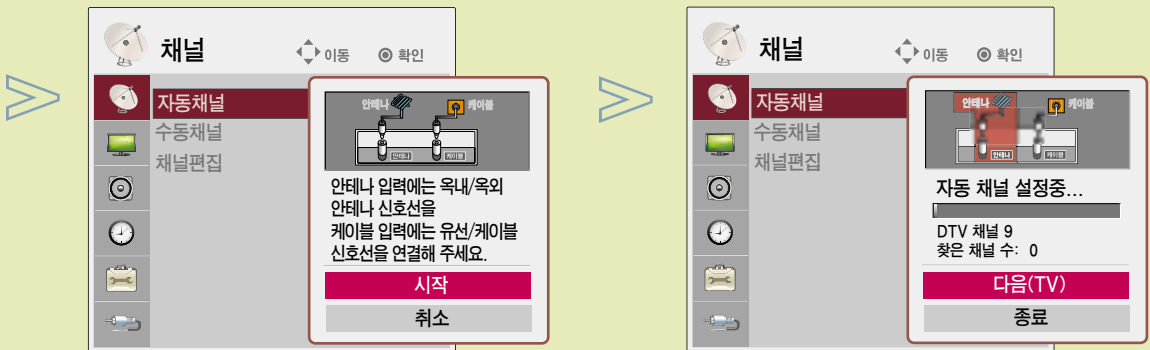 채널
이동
확인
자동채널
수동채널
채널편집
안테나
케이블
안테나
케이블
안테나 입력에는 옥내/옥외
안테나 신호선을
케이블 입력에는 유선/케이블
신호선을 연결해 주세요.
시작
취소
채널
이동
확인
자동채널
수동채널
채널편집
안테나
케이블
안테나
케이블
자동 채널 설정중...
DTV 채널 9
찾은 채널 수: 0
다음(TV)
종료